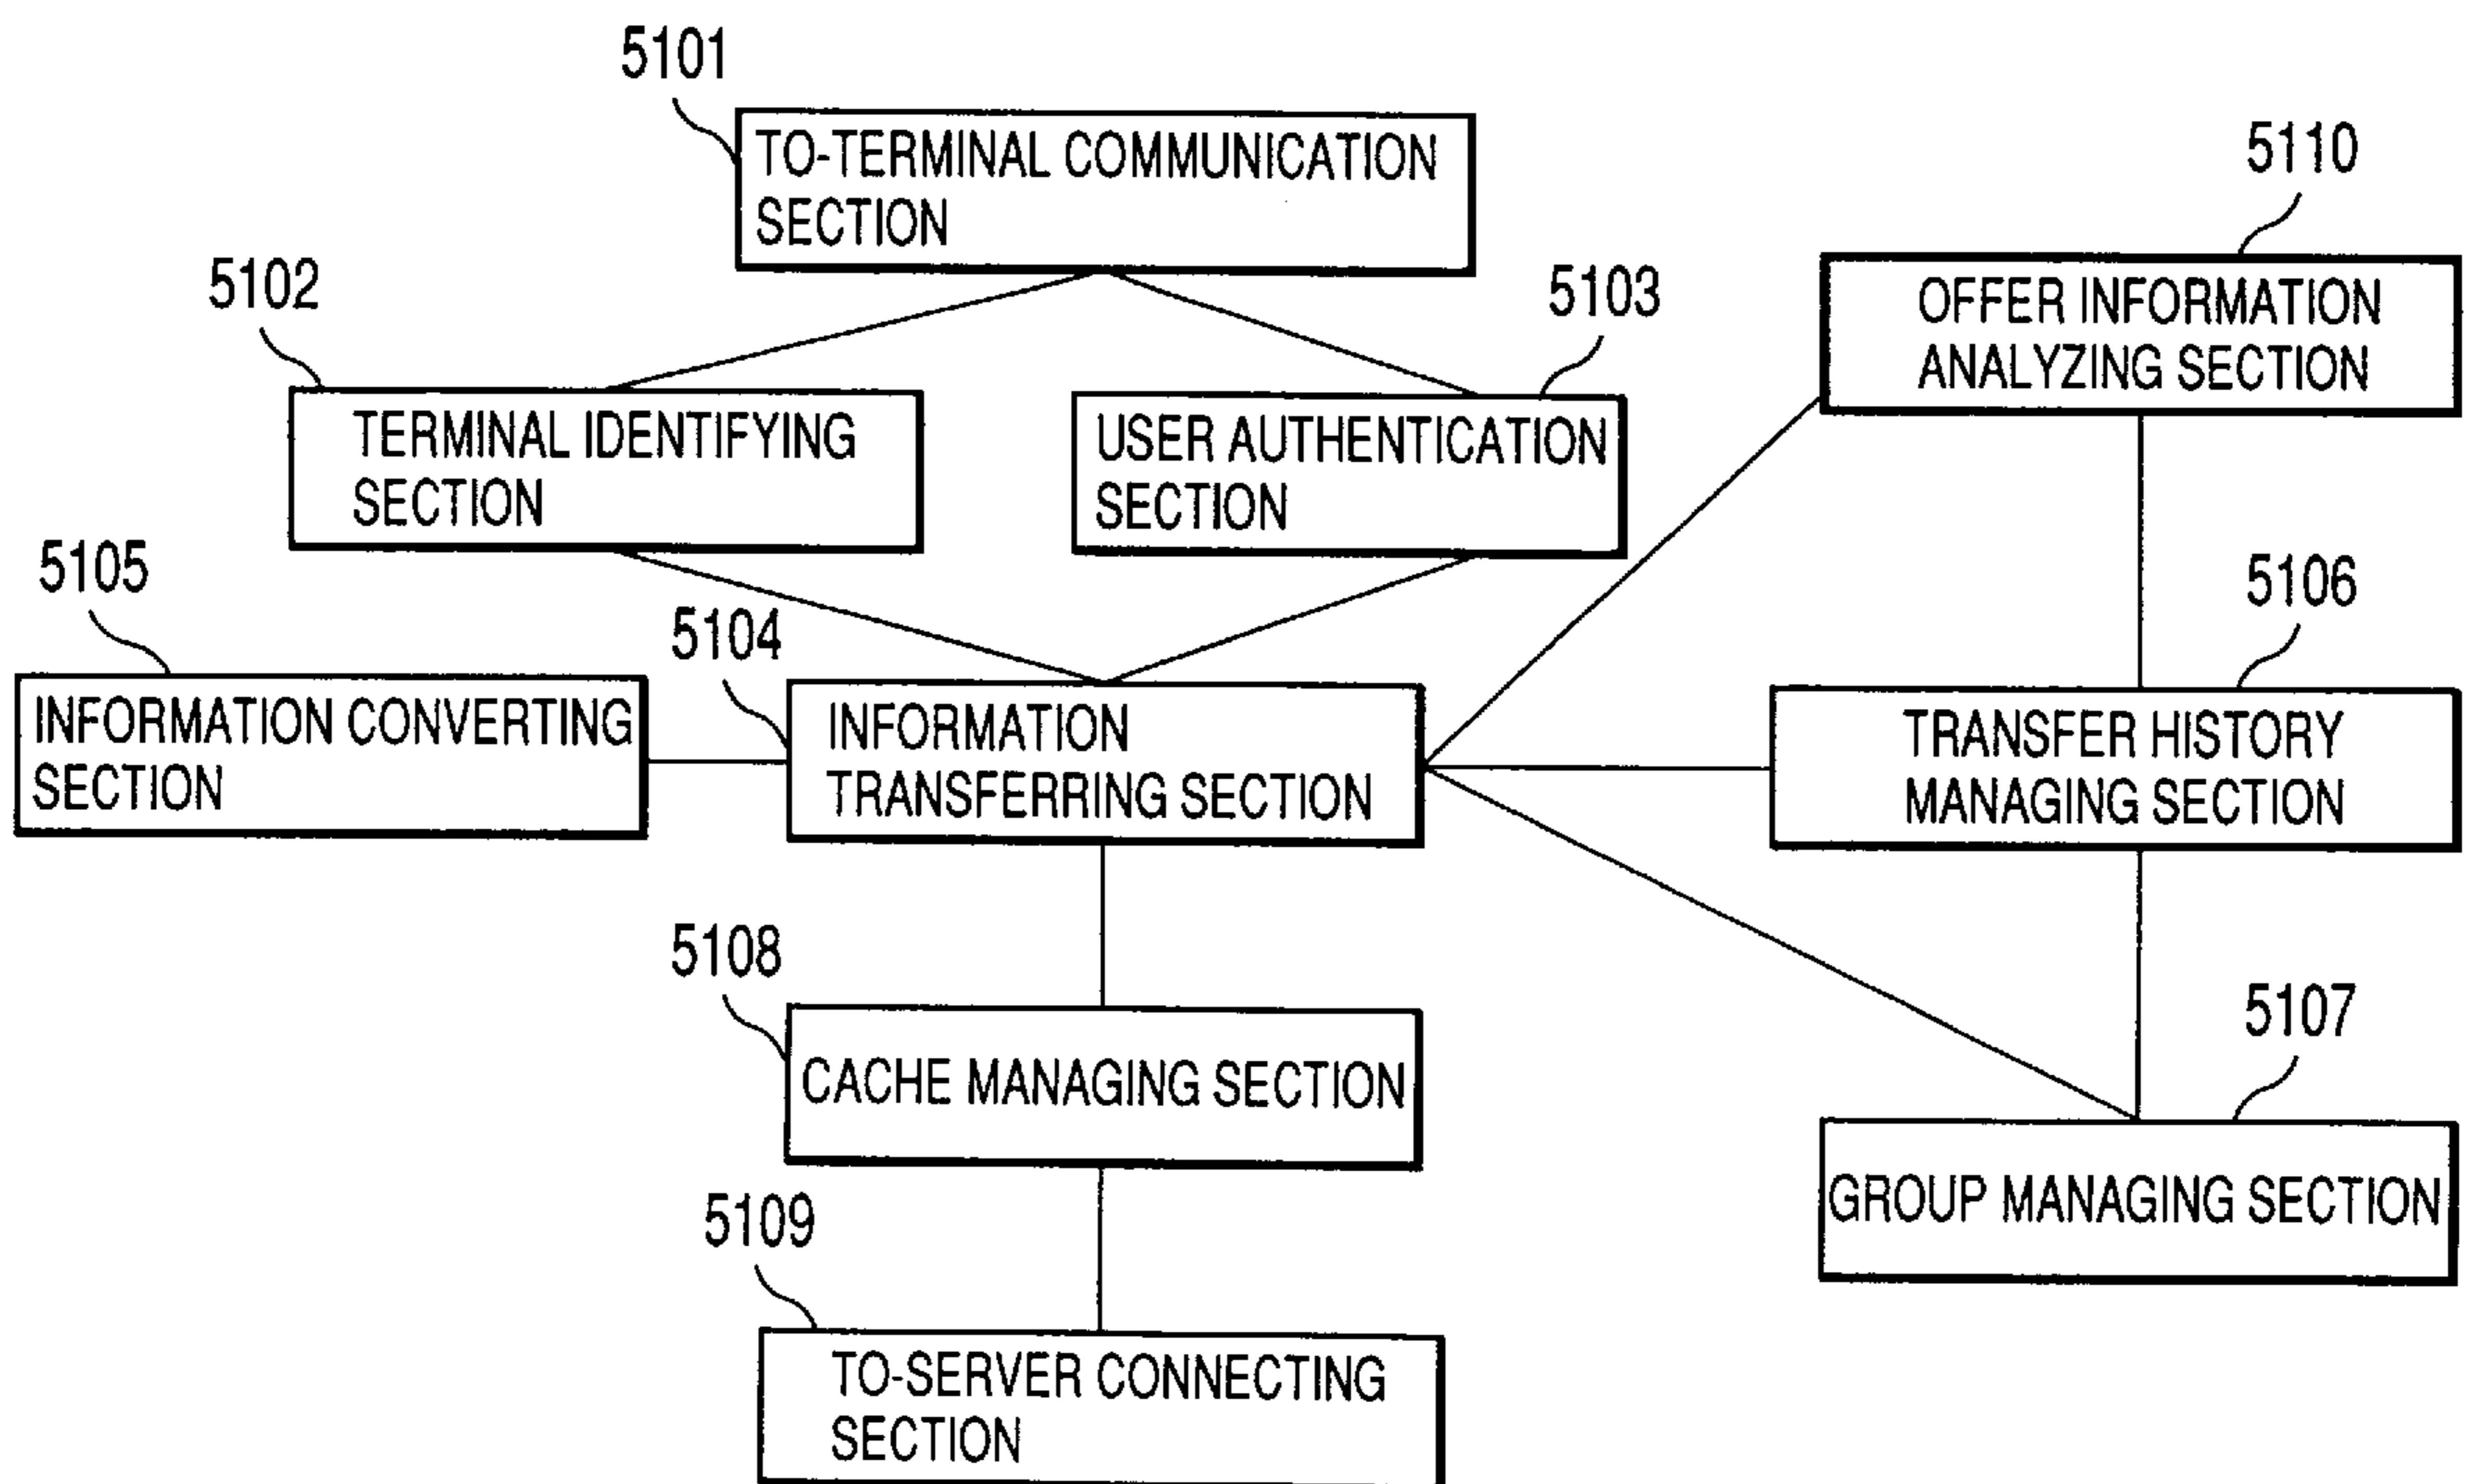 5101
TO-TERMINAL COMMUNICATION
SECTION
5110
OFFER INFORMATION
ANALYZING SECTION
5102
TERMINAL IDENTIFYING
SECTION
5103
USER AUTHENTICATION
SECTION
5105
INFORMATION CONVERTING
SECTION
5104
INFORMATION
TRANSFERRING SECTION
5106
TRANSFER HISTORY
MANAGING SECTION
5108
CACHE MANAGING SECTION
5107
GROUP MANAGING SECTION
5109
TO-SERVER CONNECTING
SECTION